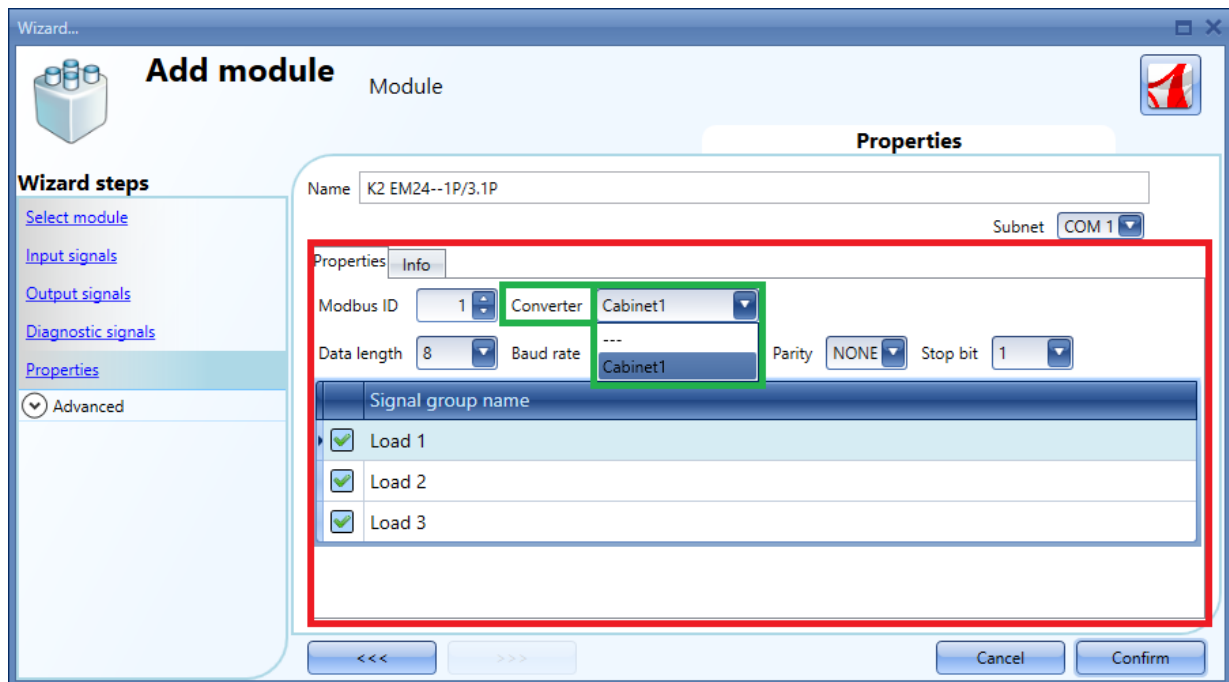 Wizard...
Add module Module
Properties
Wizard steps
Select module
Input signals
Output signals
Diagnostic signals
Properties
Advanced
Name K2 EM24--1P/3.1P
Subnet COM 1
Properties Info
Modbus ID 1 Converter Cabinet1
---
Cabinet1
Data length 8 Baud rate Parity NONE Stop bit 1
Signal group name
Load 1
Load 2
Load 3
<<< >>> Cancel Confirm